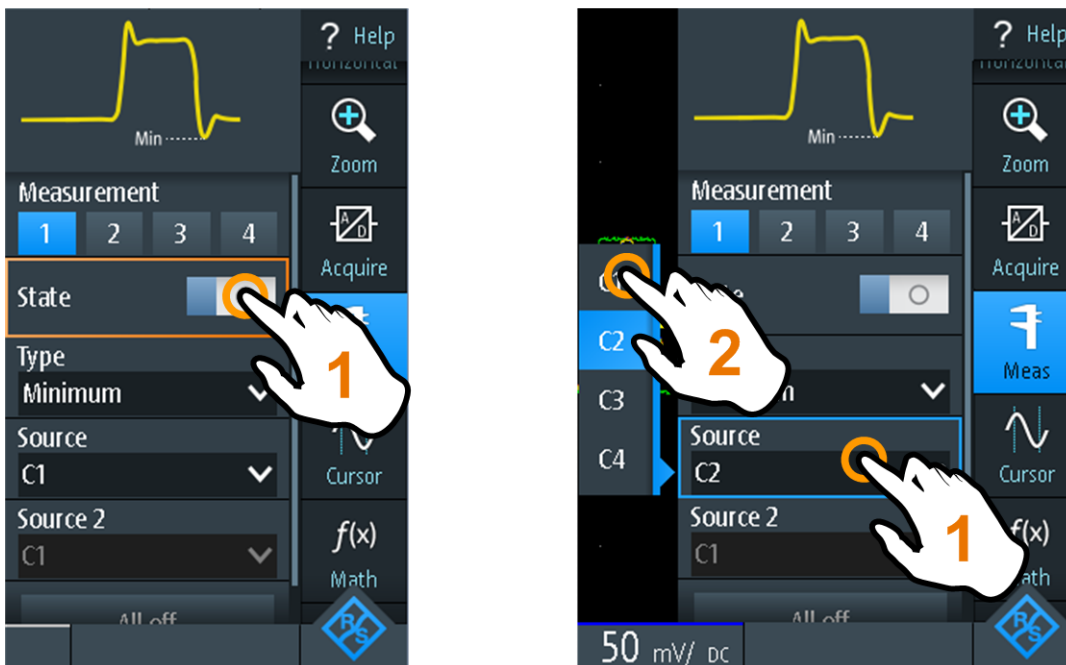 ? Help
Horizontal
Min
Zoom
Measurement
1 2 3 4
A
D
Acquire
State
1
Type
Minimum
Source
C1
Cursor
Source 2
C1
f(x)
Math
All off
R&S
? Help
Horizontal
Min
Zoom
Measurement
1 2 3 4
A
D
Acquire
C2
2
Meas
C3
Source
C4
C2
Cursor
Source 2
C1
1
f(x)
All off
R&S
50 mV/ DC